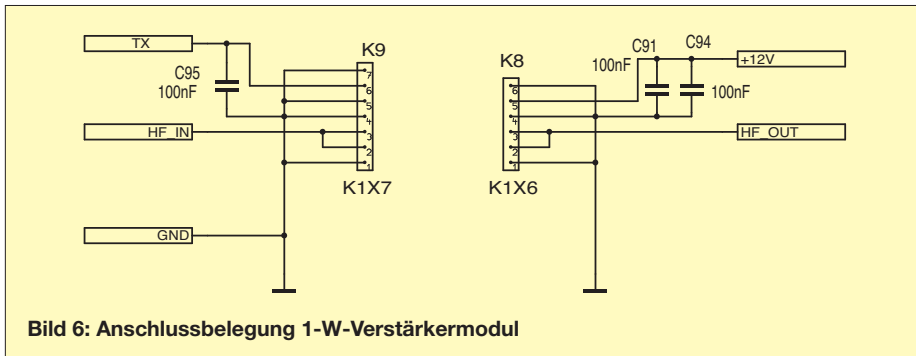 TX
K9
C91
C94
K8
C95
100nF
100nF
+12V
100nF
7
6
5
4
3
2
1
6
5
4
3
2
1
HF_IN
HF_OUT
K1X7
K1X6
GND
Bild 6: Anschlussbelegung 1-W-Verstärkermodul